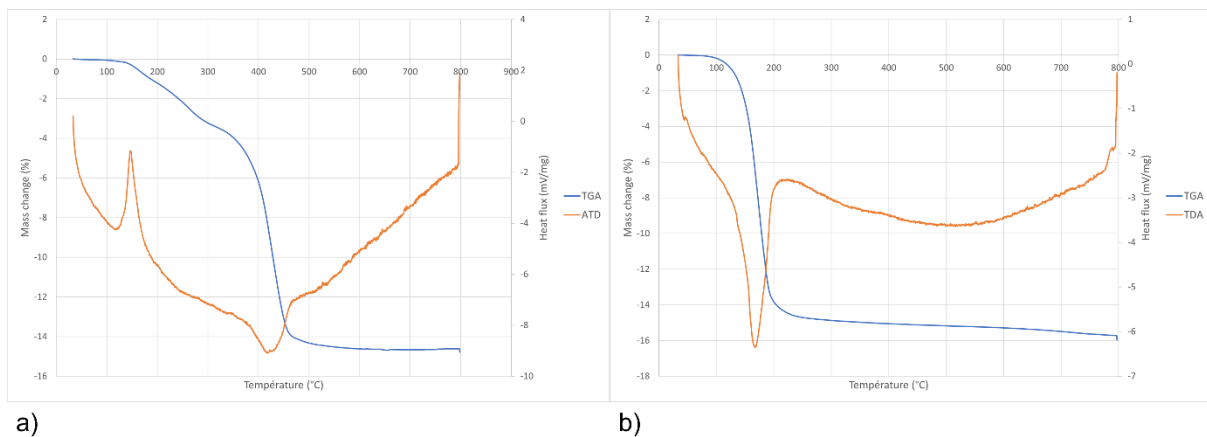 2
0
-2
-4
-6
-8
-10
-12
-14
-16
0 100 200 300 400 500 600 700 800 900
4
2
0
-2
-4
-6
-8
-10
Mass change (%)
Heat flux (mV/mg)
Température (°C)
TGA
ATD
a)
2
0
-2
-4
-6
-8
-10
-12
-14
-16
-18
0 100 200 300 400 500 600 700 800
1
0
-1
-2
-3
-4
-5
-6
-7
Mass change (%)
Heat flux (mV/mg)
Température (°C)
TGA
TDA
b)